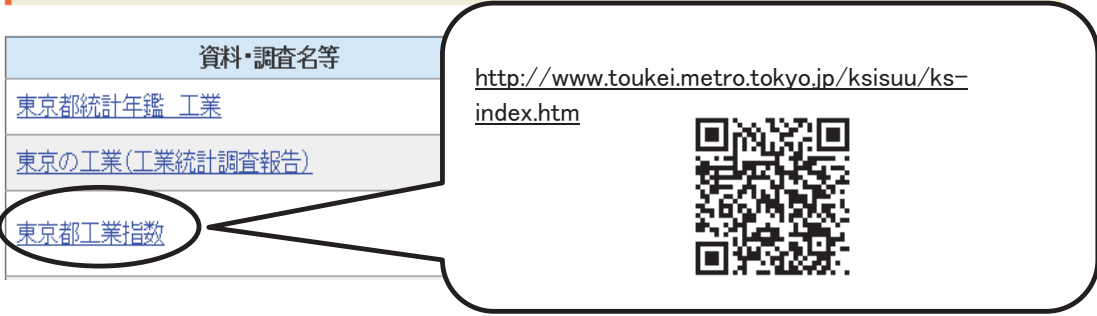 資料・調査名等
東京都統計年鑑　工業
東京の工業(工業統計調査報告)
東京都工業指数
http://www.toukei.metro.tokyo.jp/ksisuu/ks-
index.htm